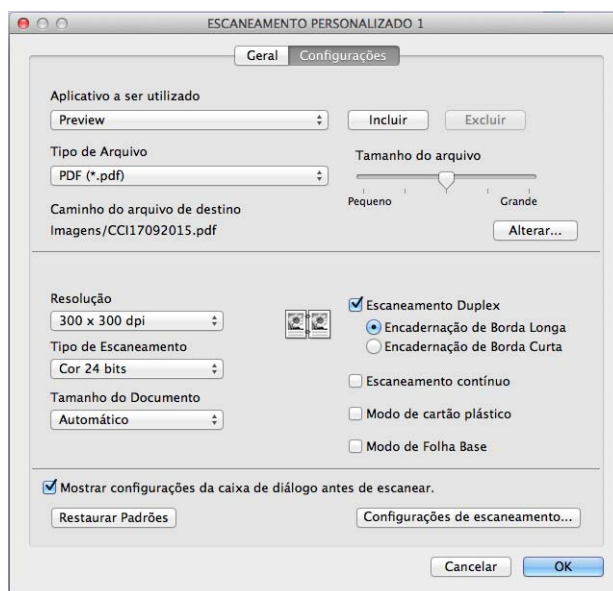 ESCANEAMENTO PERSONALIZADO 1
Geral Configurações
Aplicativo a ser utilizado
Preview Incluir Excluir
Tipo de Arquivo Tamanho do arquivo
PDF (*.pdf)
Pequeno Grande
Caminho do arquivo de destino
Imagens/CCI17092015.pdf Alterar...
Resolução
300 x 300 dpi
Tipo de Escaneamento
Cor 24 bits
Tamanho do Documento
Automático
Escaneamento Duplex
Encadernação de Borda Longa
Encadernação de Borda Curta
Escaneamento contínuo
Modo de cartão plástico
Modo de Folha Base
Mostrar configurações da caixa de diálogo antes de escanear.
Restaurar Padrões Configurações de escaneamento...
Cancelar OK